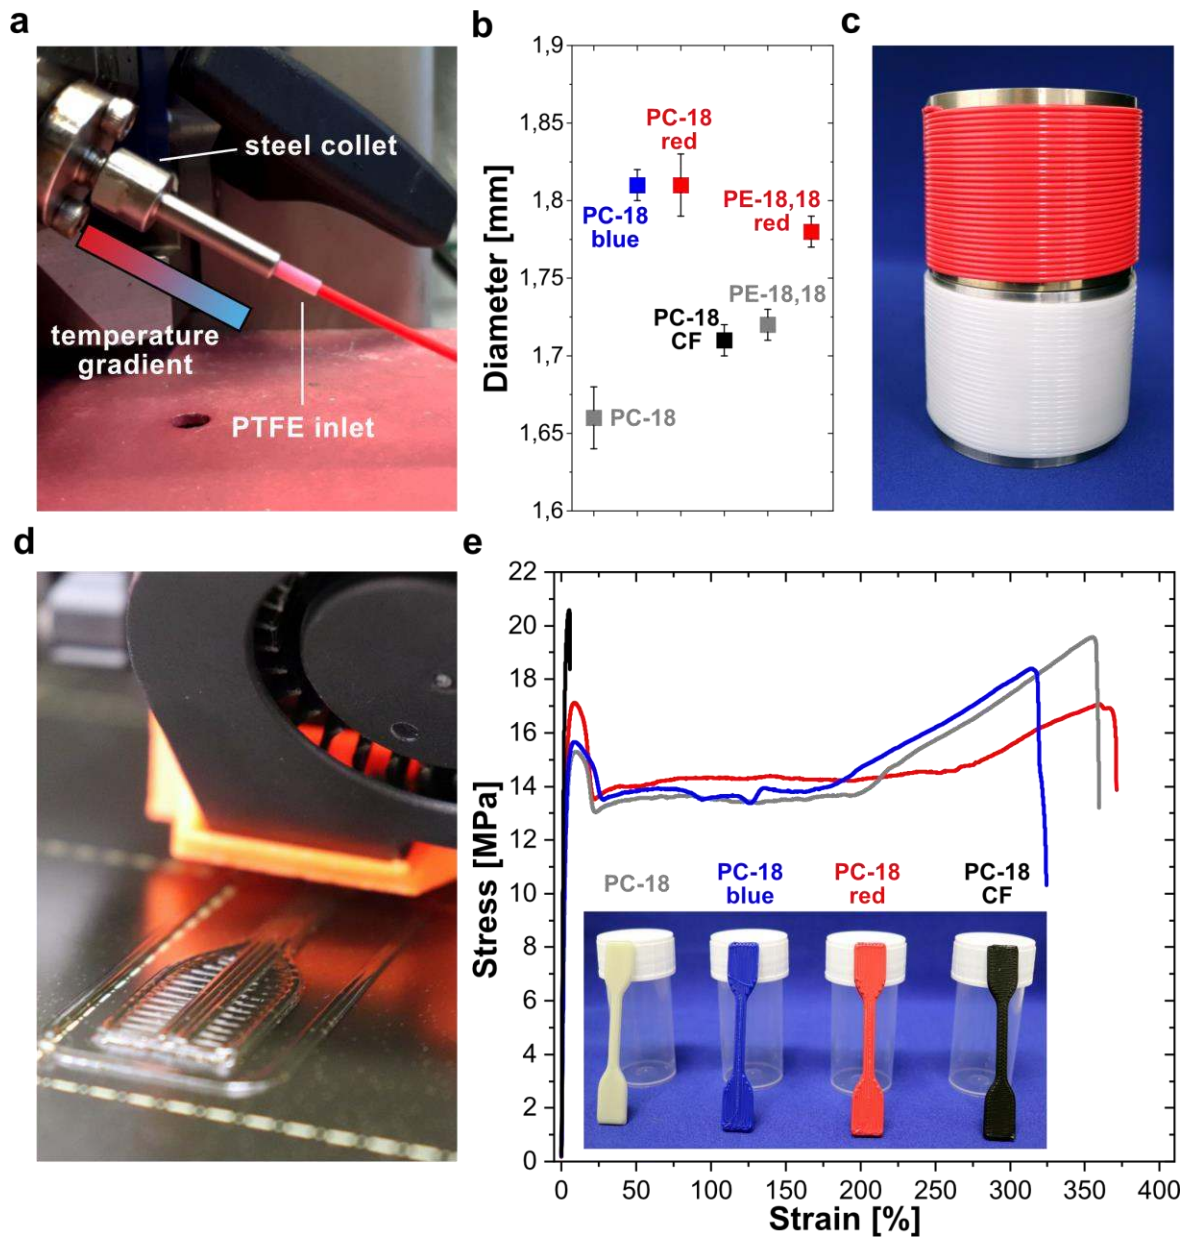 a
steel collet
temperature
gradient
PTFE inlet
b
Diameter [mm]
1,9
1,85
1,8
1,75
1,7
1,65
1,6
PC-18
red
PC-18
blue
PE-18,18
red
PE-18,18
PC-18
CF
PC-18
c
d
e
Stress [MPa]
22
20
18
16
14
12
10
8
6
4
2
0
PC-18
PC-18
blue
PC-18
red
PC-18
CF
0
50
100
150
200
250
300
350
400
Strain [%]